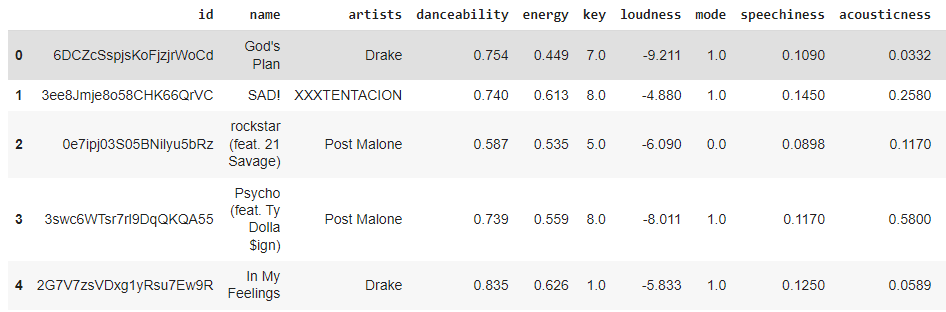 id name artists danceability energy key loudness mode speechiness acousticness
0 6DCZcSspjsKoFjzjrWoCd God's Plan Drake 0.754 0.449 7.0 -9.211 1.0 0.1090 0.0332
1 3ee8Jmje8o58CHK66QrVC SAD! XXXTENTACION 0.740 0.613 8.0 -4.880 1.0 0.1450 0.2580
2 0e7ipj03S05BNilyu5bRz rockstar (feat. 21 Savage) Post Malone 0.587 0.535 5.0 -6.090 0.0 0.0898 0.1170
3 3swc6WTsr7rl9DqQKQA55 Psycho (feat. Ty Dolla $ign) Post Malone 0.739 0.559 8.0 -8.011 1.0 0.1170 0.5800
4 2G7V7zsVDxg1yRsu7Ew9R In My Feelings Drake 0.835 0.626 1.0 -5.833 1.0 0.1250 0.0589